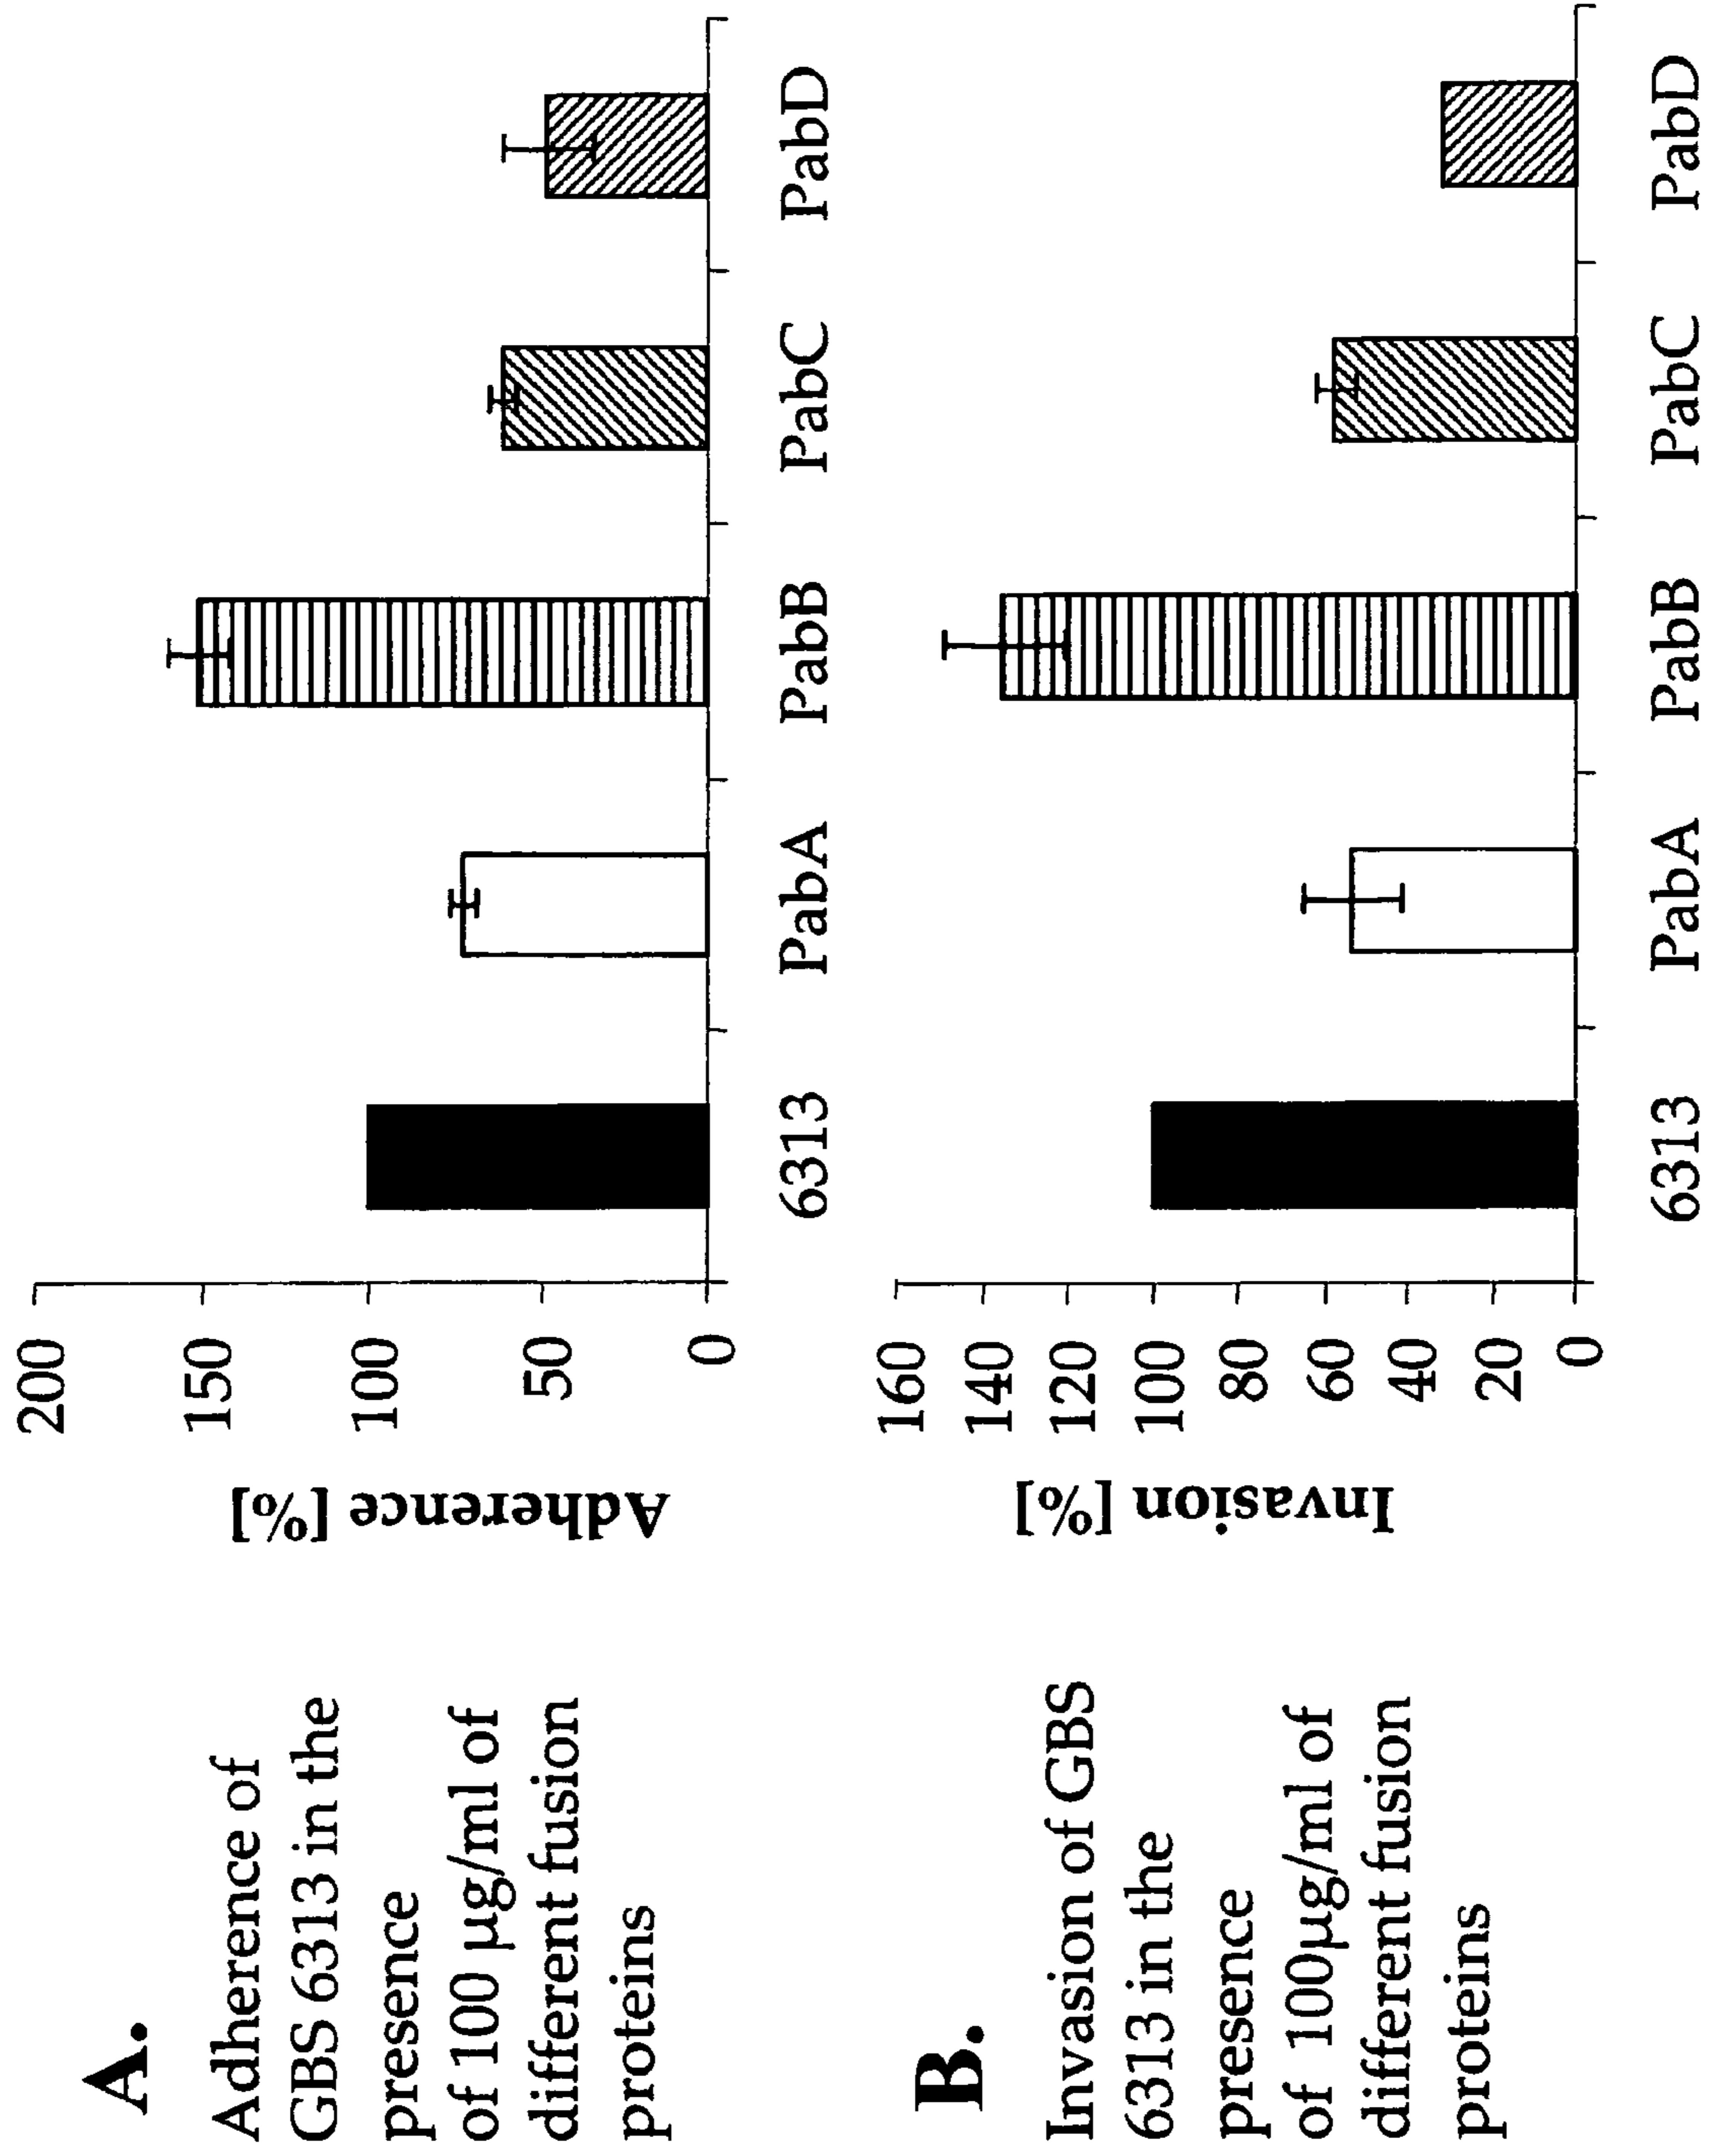 A.
Adherence of
GBS 6313 in the
presence
of 100 µg/ml of
different fusion
proteins
Adherence [%]
200
150
100
50
0
6313 PabA PabB PabC PabD
B.
Invasion of GBS
6313 in the
presence
of 100µg/ml of
different fusion
proteins
Invasion [%]
160
140
120
100
80
60
40
20
0
6313 PabA PabB PabC PabD